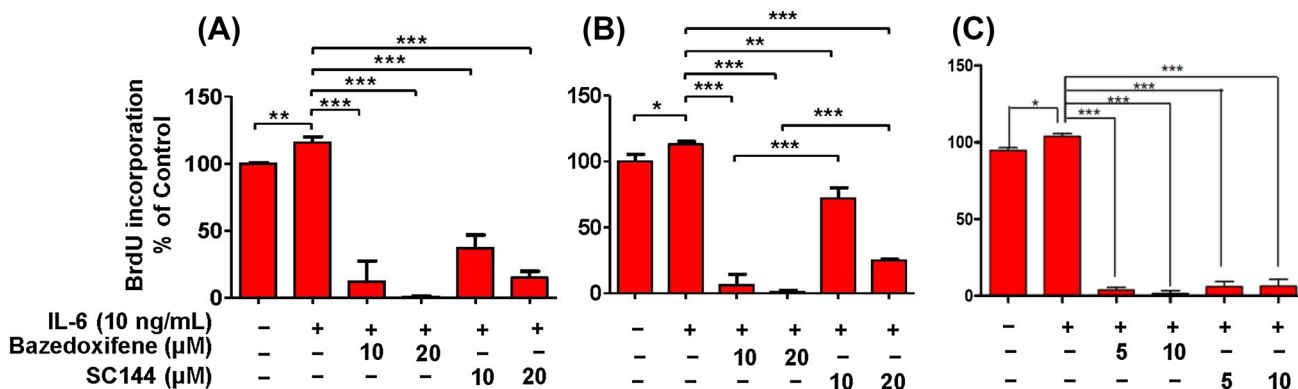 (A) (B) (C)
*** *** *** *** **
*** ** *** *** * *** ***
*** *** *** *** *
BrdU incorporation
% of Control
150 100 50 0
150 100 50 0
150 100 50 0
IL-6 (10 ng/mL) – + + + + + – + + + + + – + + + + +
Bazedoxifene (µM) – – 10 20 – – – – 10 20 – – – – 5 10 – –
SC144 (µM) – – – – 10 20 – – – – 10 20 – – – – 5 10